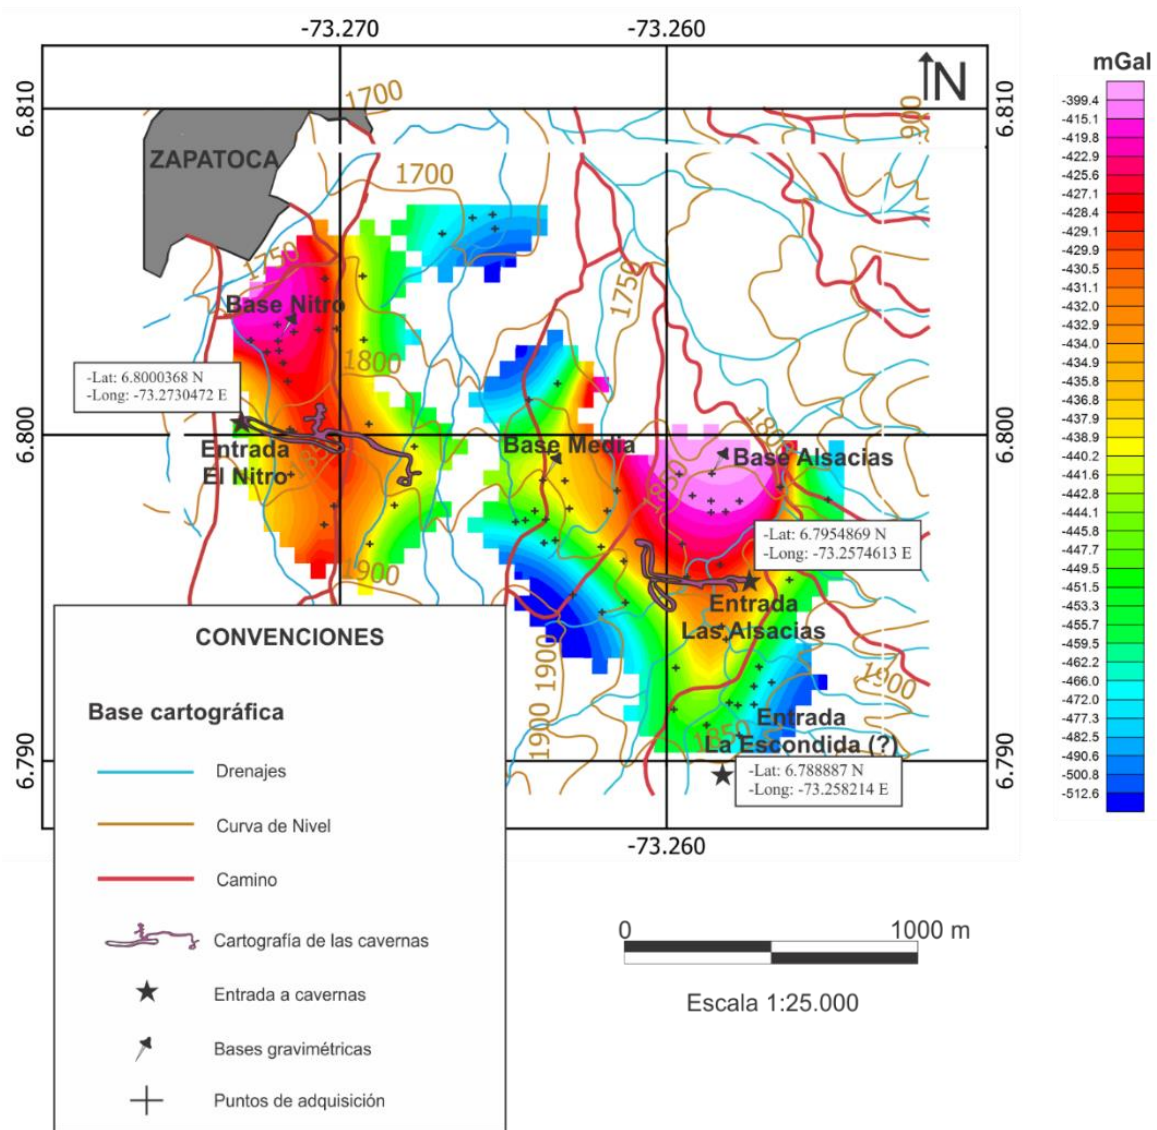 -73.270
-73.260
mGal
N
6.810
6.810
1700
1900
ZAPATOCA
1700
1750
1750
Base Nitro
1800
-Lat: 6.8000368 N
-Long: -73.2730472 E
6.800
6.800
Entrada
El Nitro
1850
Base Media
1800
1850
Base Alsacias
-Lat: 6.7954869 N
-Long: -73.2574613 E
1900
Entrada
Las Alsacias
1900
1900
1900
Entrada
La Escondida (?)
1850
6.790
6.790
-Lat: 6.788887 N
-Long: -73.258214 E
-73.260
-399.4
-415.1
-419.8
-422.9
-425.6
-427.1
-428.4
-429.1
-429.9
-430.5
-431.1
-432.0
-432.9
-434.0
-434.9
-435.8
-436.8
-437.9
-438.9
-440.2
-441.6
-442.8
-444.1
-445.8
-447.7
-449.5
-451.5
-453.3
-455.7
-459.5
-462.2
-466.0
-472.0
-477.3
-482.5
-490.6
-500.8
-512.6
CONVENCIONES
Base cartográfica
Drenajes
Curva de Nivel
Camino
Cartografía de las cavernas
Entrada a cavernas
Bases gravimétricas
Puntos de adquisición
0 1000 m
Escala 1:25.000